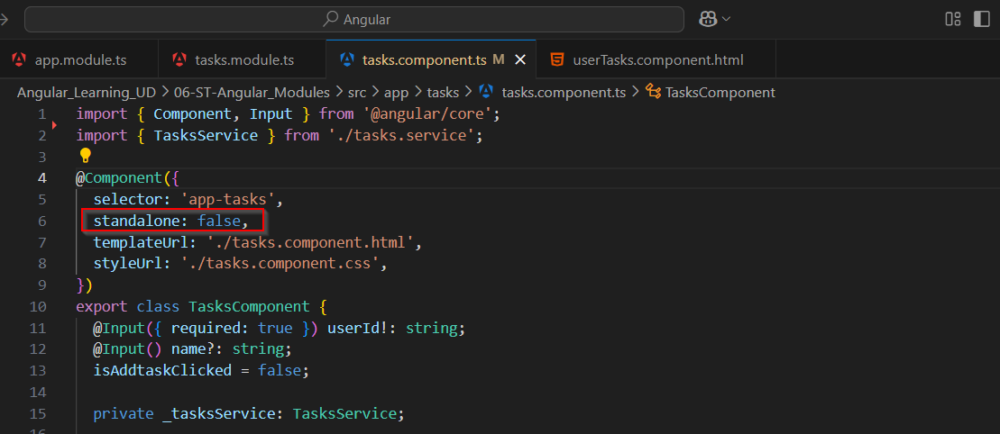 Angular
app.module.ts
tasks.module.ts
tasks.component.ts M
userTasks.component.html
Angular_Learning_UD > 06-ST-Angular_Modules > src > app > tasks > tasks.component.ts > TasksComponent
1 import { Component, Input } from '@angular/core';
2 import { TasksService } from './tasks.service';
3
4 @Component({
5 selector: 'app-tasks',
6 standalone: false,
7 templateUrl: './tasks.component.html',
8 styleUrl: './tasks.component.css',
9 })
10 export class TasksComponent {
11 @Input({ required: true }) userId!: string;
12 @Input() name?: string;
13 isAddtaskClicked = false;
14
15 private _tasksService: TasksService;